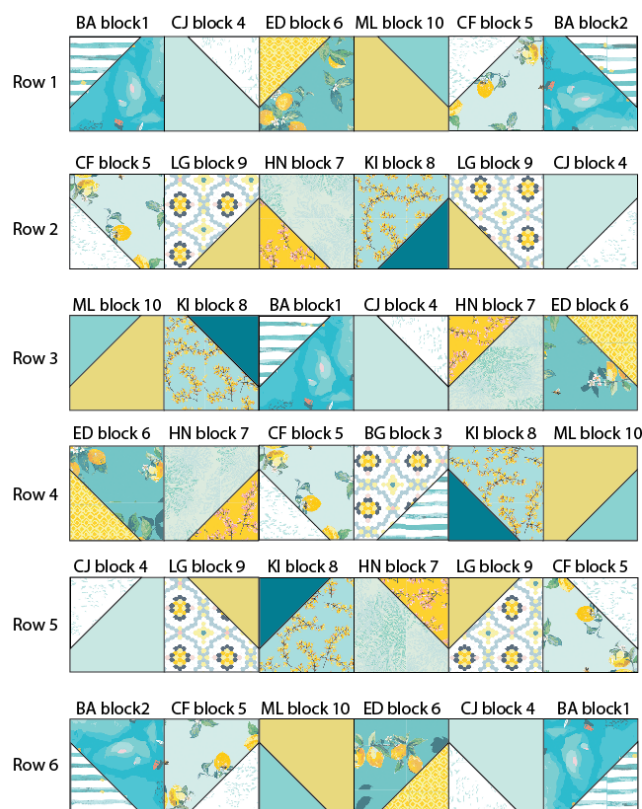 BA block1 CJ block 4 ED block 6 ML block 10 CF block 5 BA block2
Row 1
CF block 5 LG block 9 HN block 7 KI block 8 LG block 9 CJ block 4
Row 2
ML block 10 KI block 8 BA block1 CJ block 4 HN block 7 ED block 6
Row 3
ED block 6 HN block 7 CF block 5 BG block 3 KI block 8 ML block 10
Row 4
CJ block 4 LG block 9 KI block 8 HN block 7 LG block 9 CF block 5
Row 5
BA block2 CF block 5 ML block 10 ED block 6 CJ block 4 BA block1
Row 6